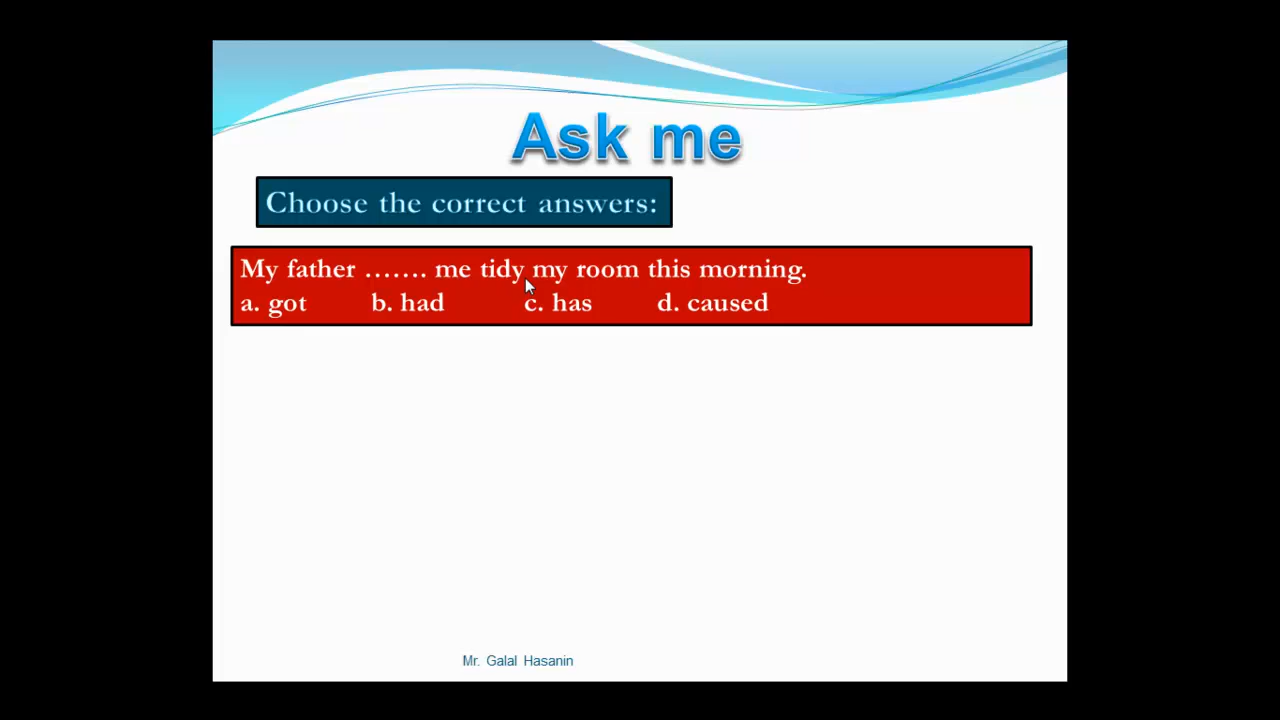 Ask me
Choose the correct answers:
My father ……. me tidy my room this morning.
a. got b. had c. has d. caused
Mr. Galal Hasanin